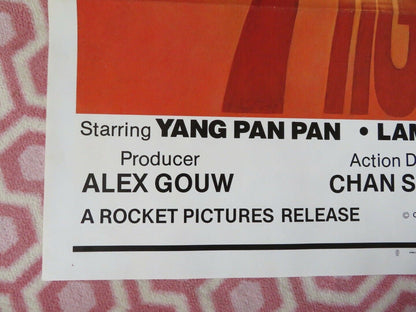 Starring YANG PAN PAN • LAM
Producer
Action D
ALEX GOUW
CHAN S
A ROCKET PICTURES RELEASE
©